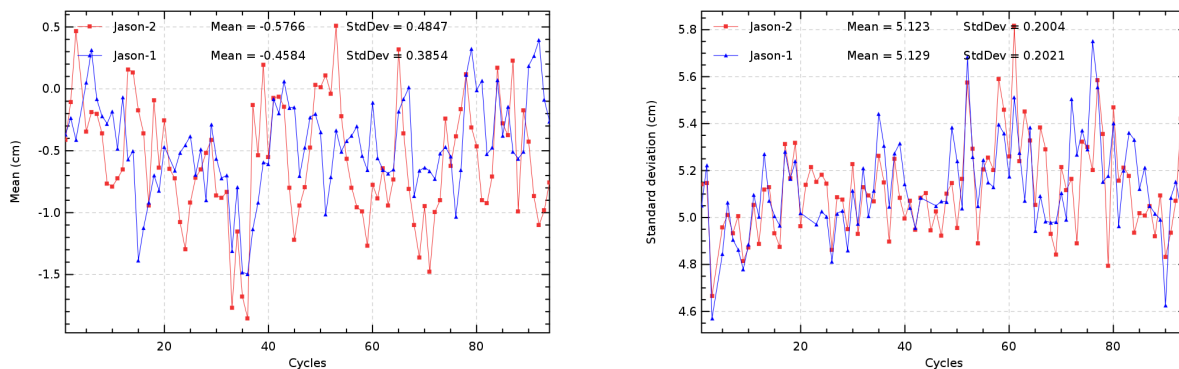 Jason-2 Mean = -0.5766 StdDev = 0.4847
Jason-1 Mean = -0.4584 StdDev = 0.3854
0.5
0.0
-0.5
-1.0
-1.5
Mean (cm)
20 40 60 80
Cycles
Jason-2 Mean = 5.123 StdDev = 0.2004
Jason-1 Mean = 5.129 StdDev = 0.2021
5.8
5.6
5.4
5.2
5.0
4.8
4.6
Standard deviation (cm)
20 40 60 80
Cycles